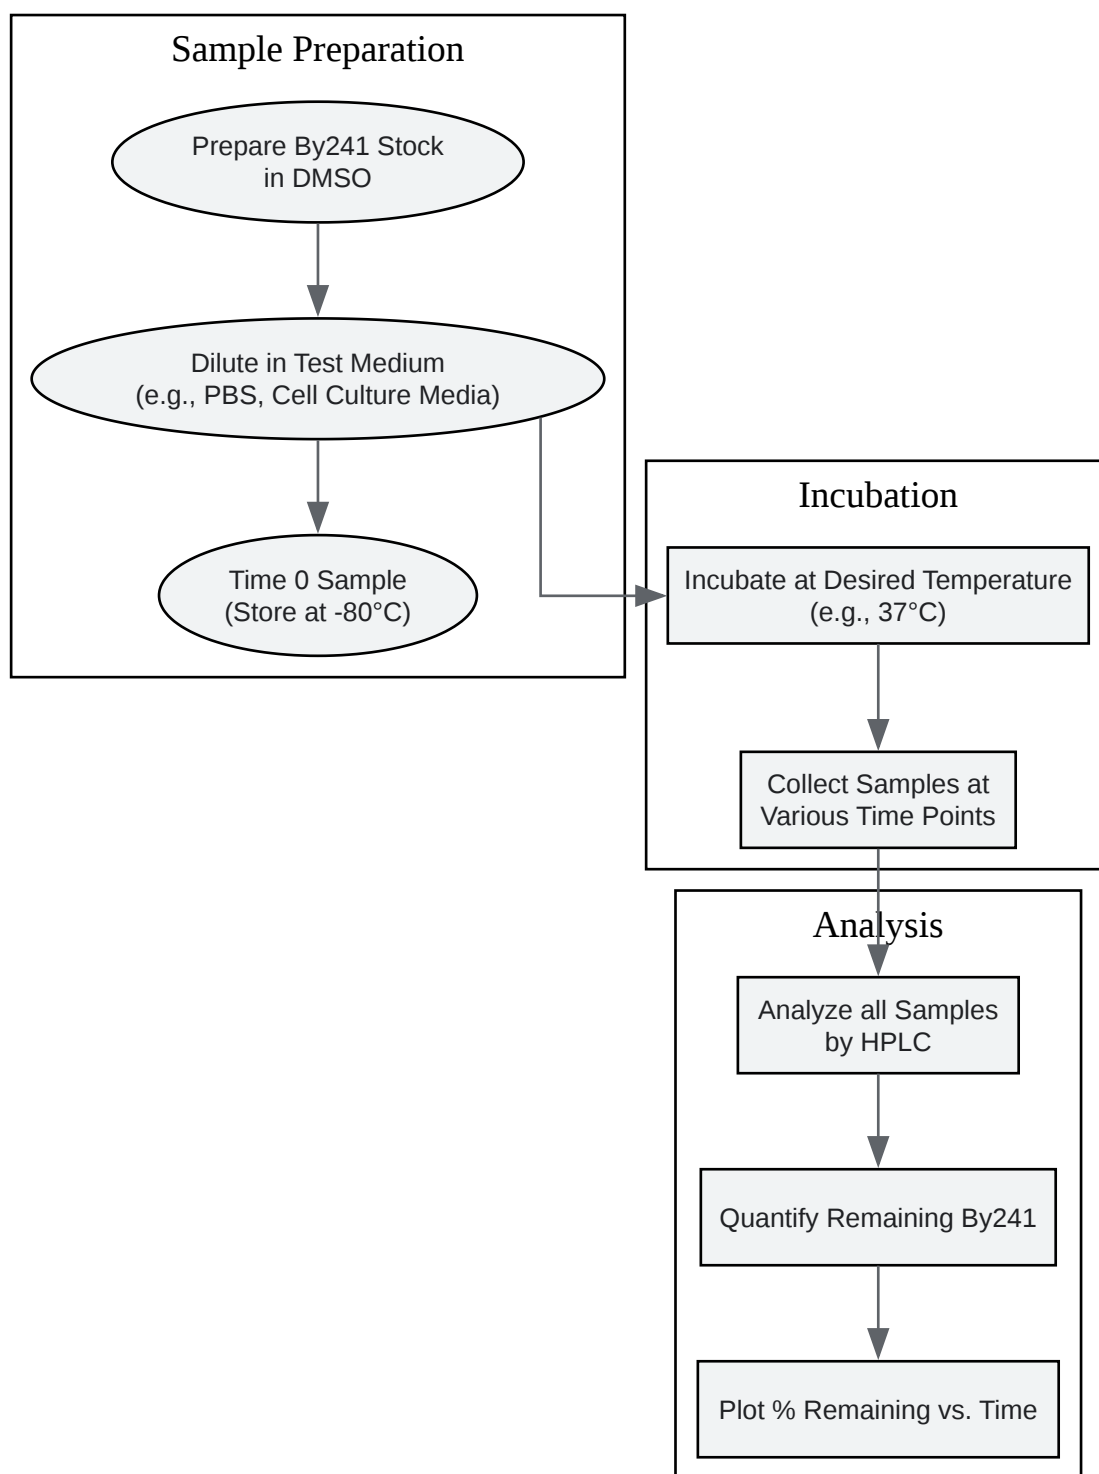 Sample Preparation
Prepare By241 Stock
in DMSO
Dilute in Test Medium
(e.g., PBS, Cell Culture Media)
Time 0 Sample
(Store at -80°C)
Incubation
Incubate at Desired Temperature
(e.g., 37°C)
Collect Samples at
Various Time Points
Analysis
Analyze all Samples
by HPLC
Quantify Remaining By241
Plot % Remaining vs. Time